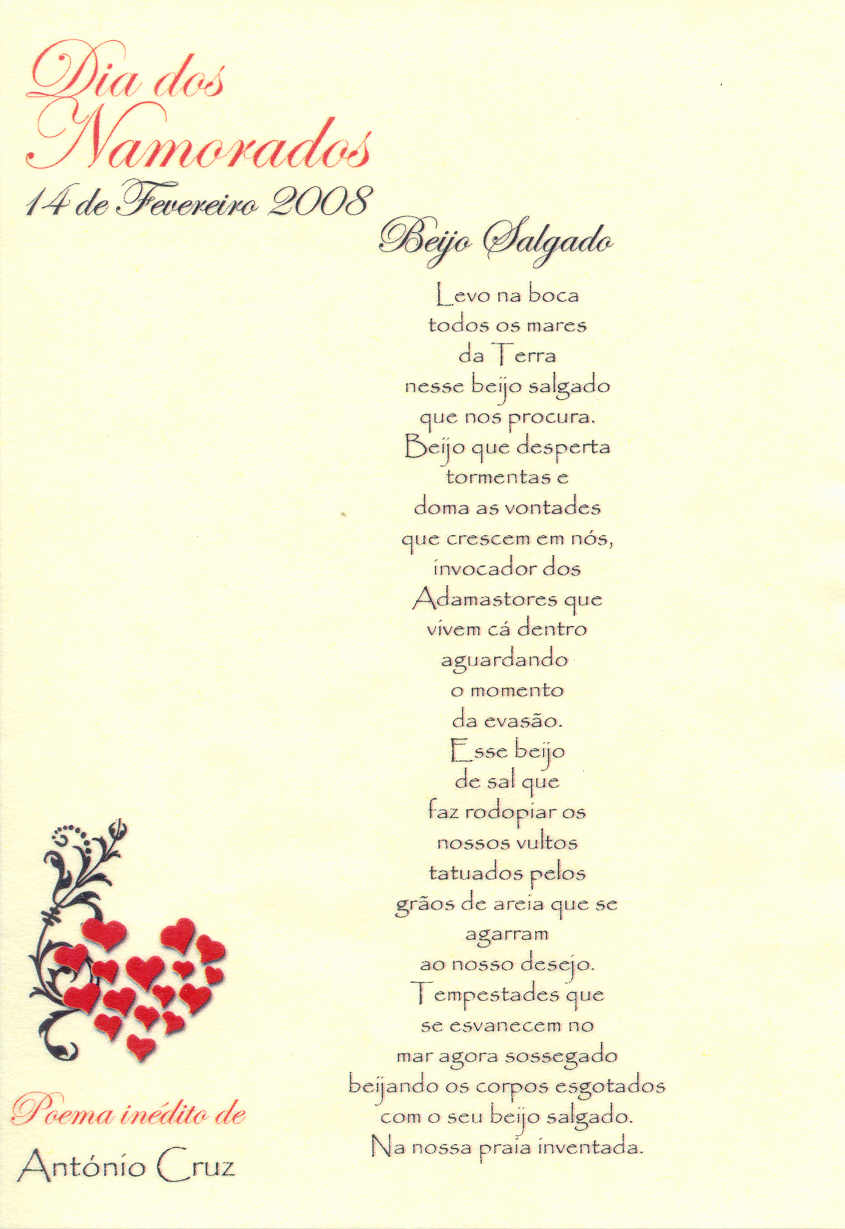 Dia dos
Namorados
14 de Fevereiro 2008
Beijo Salgado
Levo na boca
todos os mares
da Terra
nesse beijo salgado
que nos procura.
Beijo que desperta
tormentas e
doma as vontades
que crescem em nós,
invocador dos
Adamastores que
vivem cá dentro
aguardando
o momento
da evasão.
Esse beijo
de sal que
faz rodopiar os
nossos vultos
tatuados pelos
grãos de areia que se
agarram
ao nosso desejo.
Tempestades que
se esvanecem no
mar agora sossegado
beijando os corpos esgotados
com o seu beijo salgado.
Na nossa praia inventada.
Poema inédito de
António Cruz